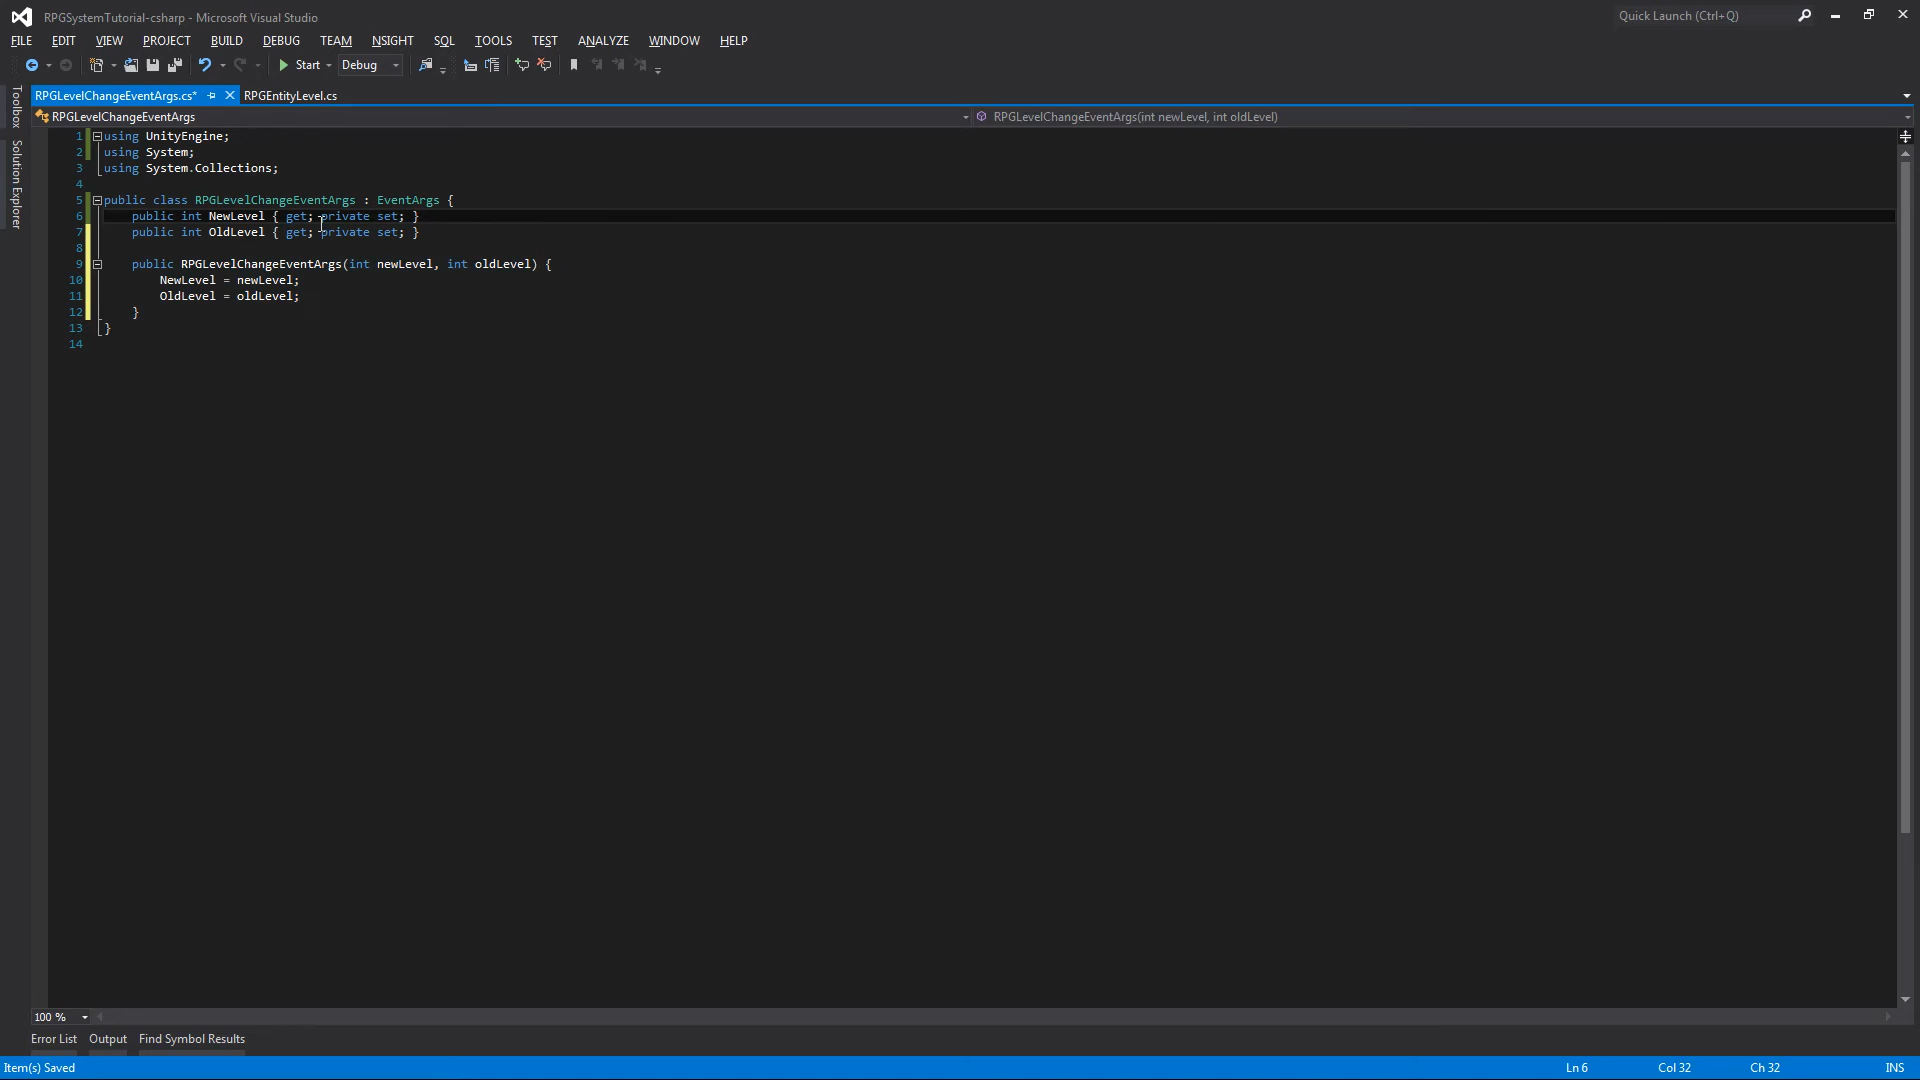 RPGSystemTutorial-csharp - Microsoft Visual Studio
Quick Launch (Ctrl+Q)
FILE EDIT VIEW PROJECT BUILD DEBUG TEAM NSIGHT SQL TOOLS TEST ANALYZE WINDOW HELP
Start Debug
Toolbox
Solution Explorer
RPGLevelChangeEventArgs.cs* RPGEntityLevel.cs
RPGLevelChangeEventArgs RPGLevelChangeEventArgs(int newLevel, int oldLevel)
1 using UnityEngine;
2 using System;
3 using System.Collections;
4
5 public class RPGLevelChangeEventArgs : EventArgs {
6 public int NewLevel { get; private set; }
7 public int OldLevel { get; private set; }
8
9 public RPGLevelChangeEventArgs(int newLevel, int oldLevel) {
10 NewLevel = newLevel;
11 OldLevel = oldLevel;
12 }
13 }
14
100 %
Error List Output Find Symbol Results
Item(s) Saved Ln 6 Col 32 Ch 32 INS